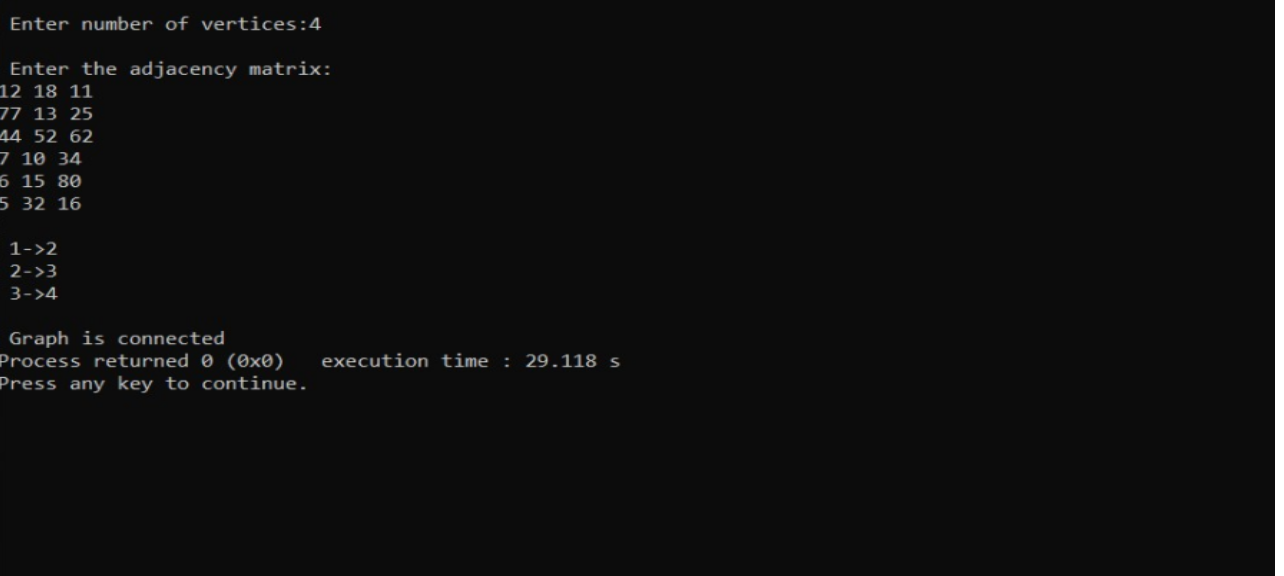 Enter number of vertices:4
Enter the adjacency matrix:
12 18 11
77 13 25
44 52 62
7 10 34
6 15 80
5 32 16
1->2
2->3
3->4
Graph is connected
Process returned 0 (0x0)   execution time : 29.118 s
Press any key to continue.